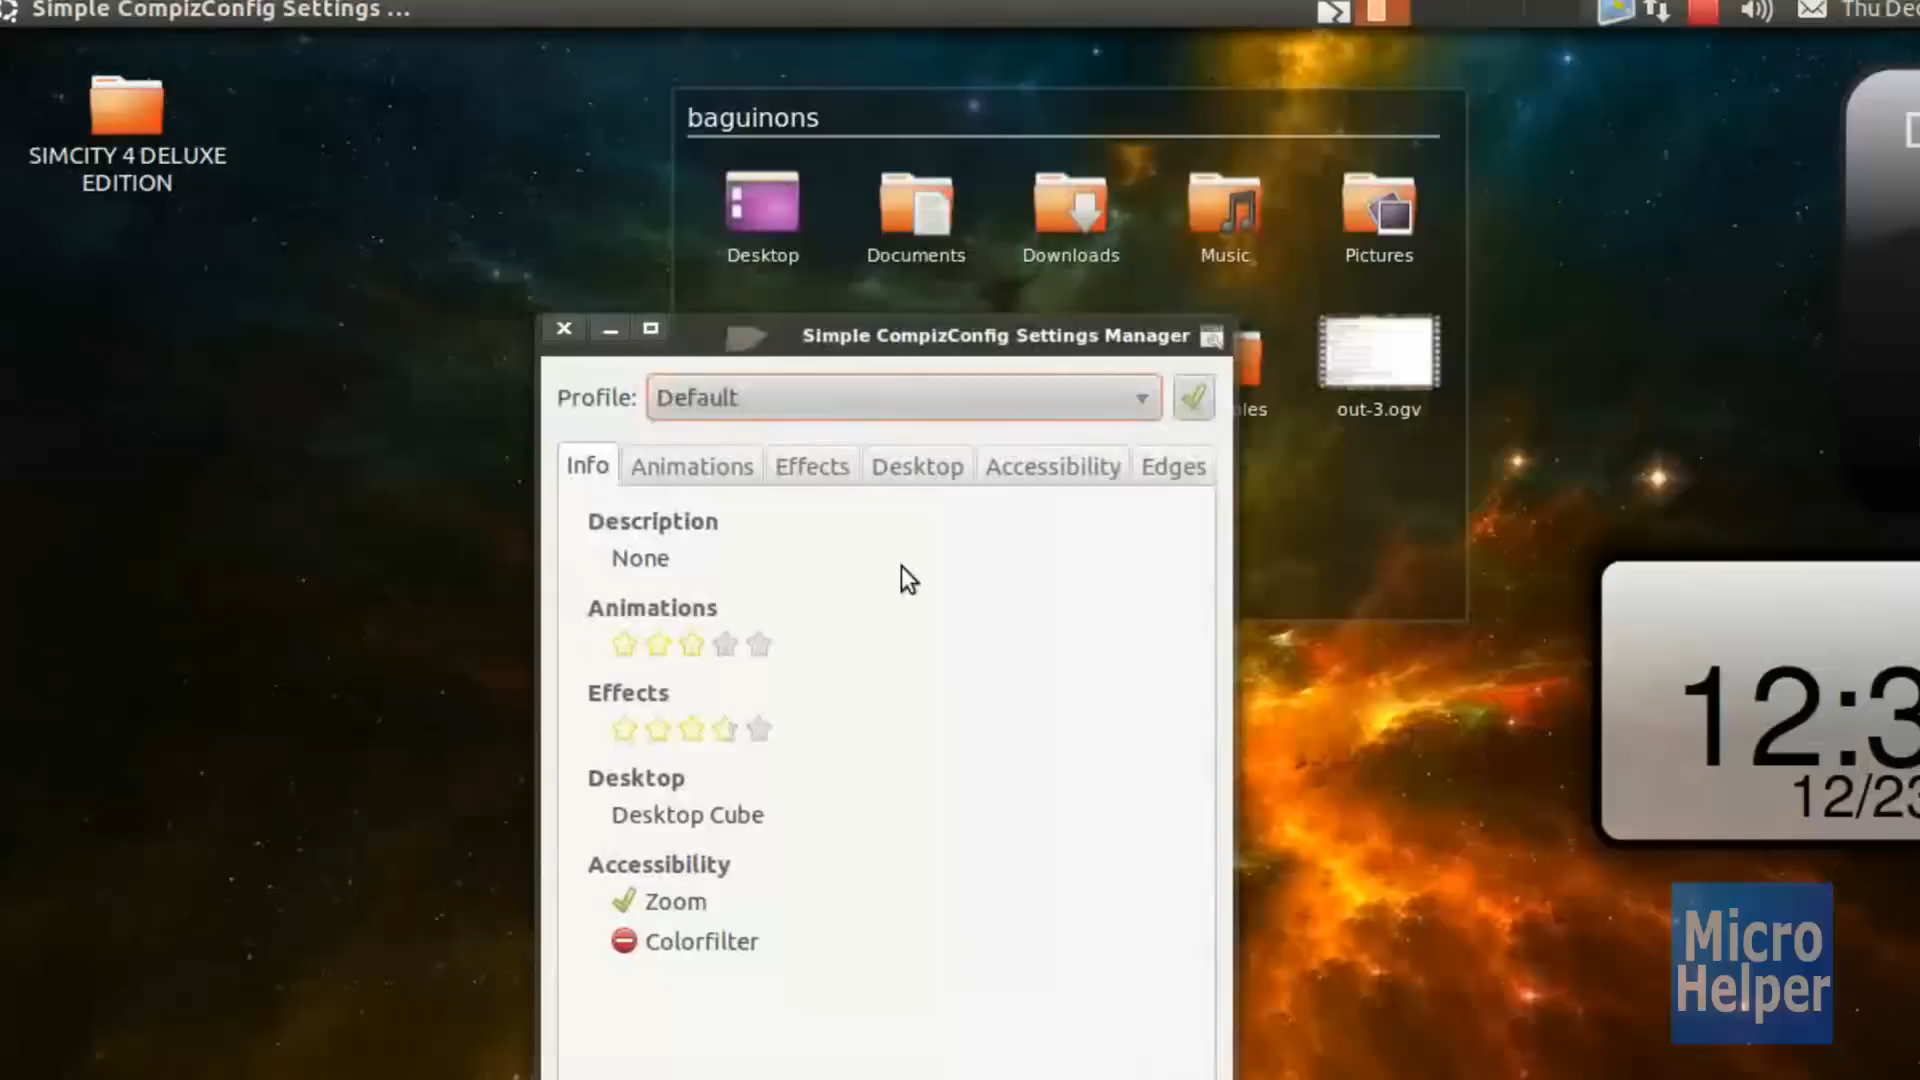 Simple CompizConfig Settings ...
Thu Dec
SIMCITY 4 DELUXE
EDITION
baguinons
Desktop
Documents
Downloads
Music
Pictures
Simple CompizConfig Settings Manager
out-3.ogv
Profile:
Default
Info
Animations
Effects
Desktop
Accessibility
Edges
Description
None
Animations
Effects
Desktop
Desktop Cube
Accessibility
Zoom
Colorfilter
12:3
12/23
Micro
Helper